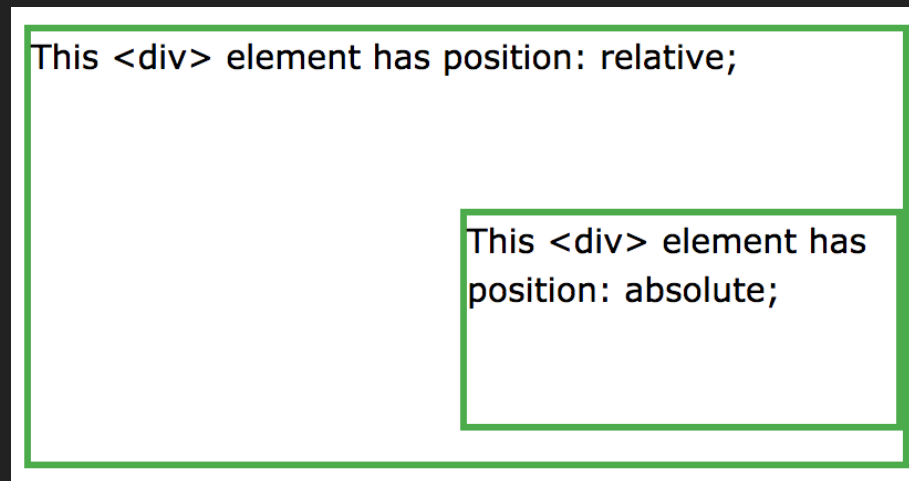 This <div> element has position: relative;
This <div> element has
position: absolute;